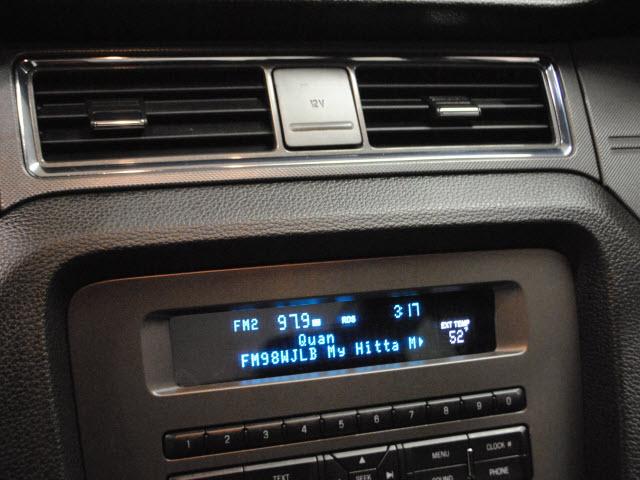 12V
FM2 97.9 RDS 3:17
Quan
FM98WJLB My Hitta M
EXT TEMP
52°
1 2 3 4 5 6 7 8 9 0
TEXT SEEK MENU CLOCK
SOUND PHONE